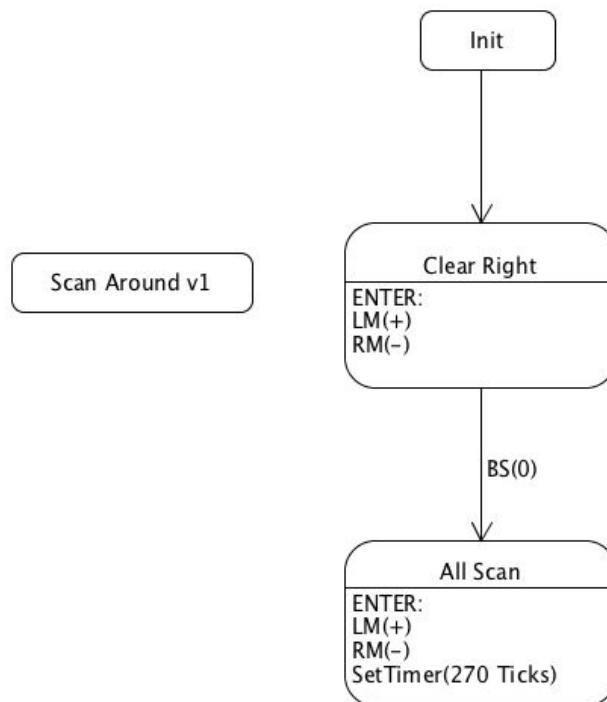 Init
Scan Around v1
Clear Right
ENTER:
LM(+)
RM(-)
BS(0)
All Scan
ENTER:
LM(+)
RM(-)
SetTimer(270 Ticks)